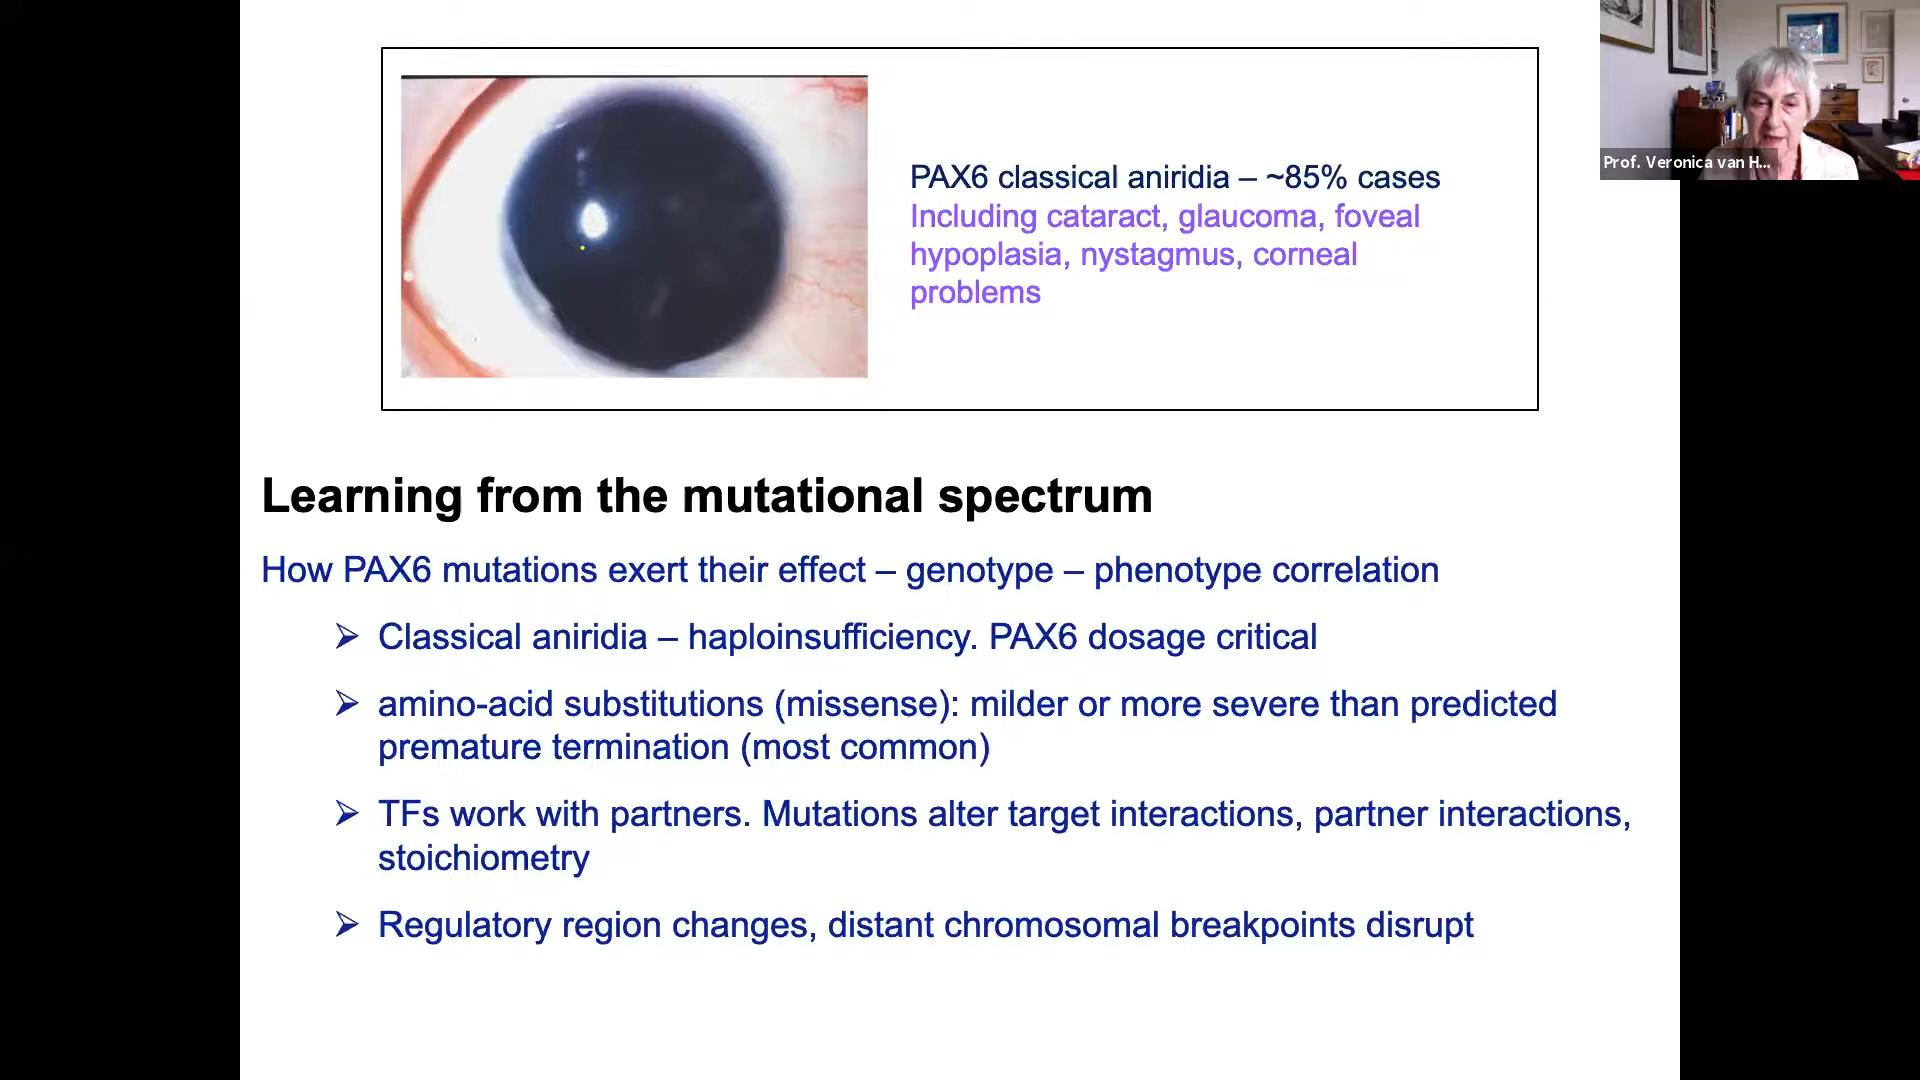 PAX6 classical aniridia – ~85% cases
Including cataract, glaucoma, foveal
hypoplasia, nystagmus, corneal
problems
Prof. Veronica van H...
Learning from the mutational spectrum
How PAX6 mutations exert their effect – genotype – phenotype correlation
➢ Classical aniridia – haploinsufficiency. PAX6 dosage critical
➢ amino-acid substitutions (missense): milder or more severe than predicted
premature termination (most common)
➢ TFs work with partners. Mutations alter target interactions, partner interactions,
stoichiometry
➢ Regulatory region changes, distant chromosomal breakpoints disrupt